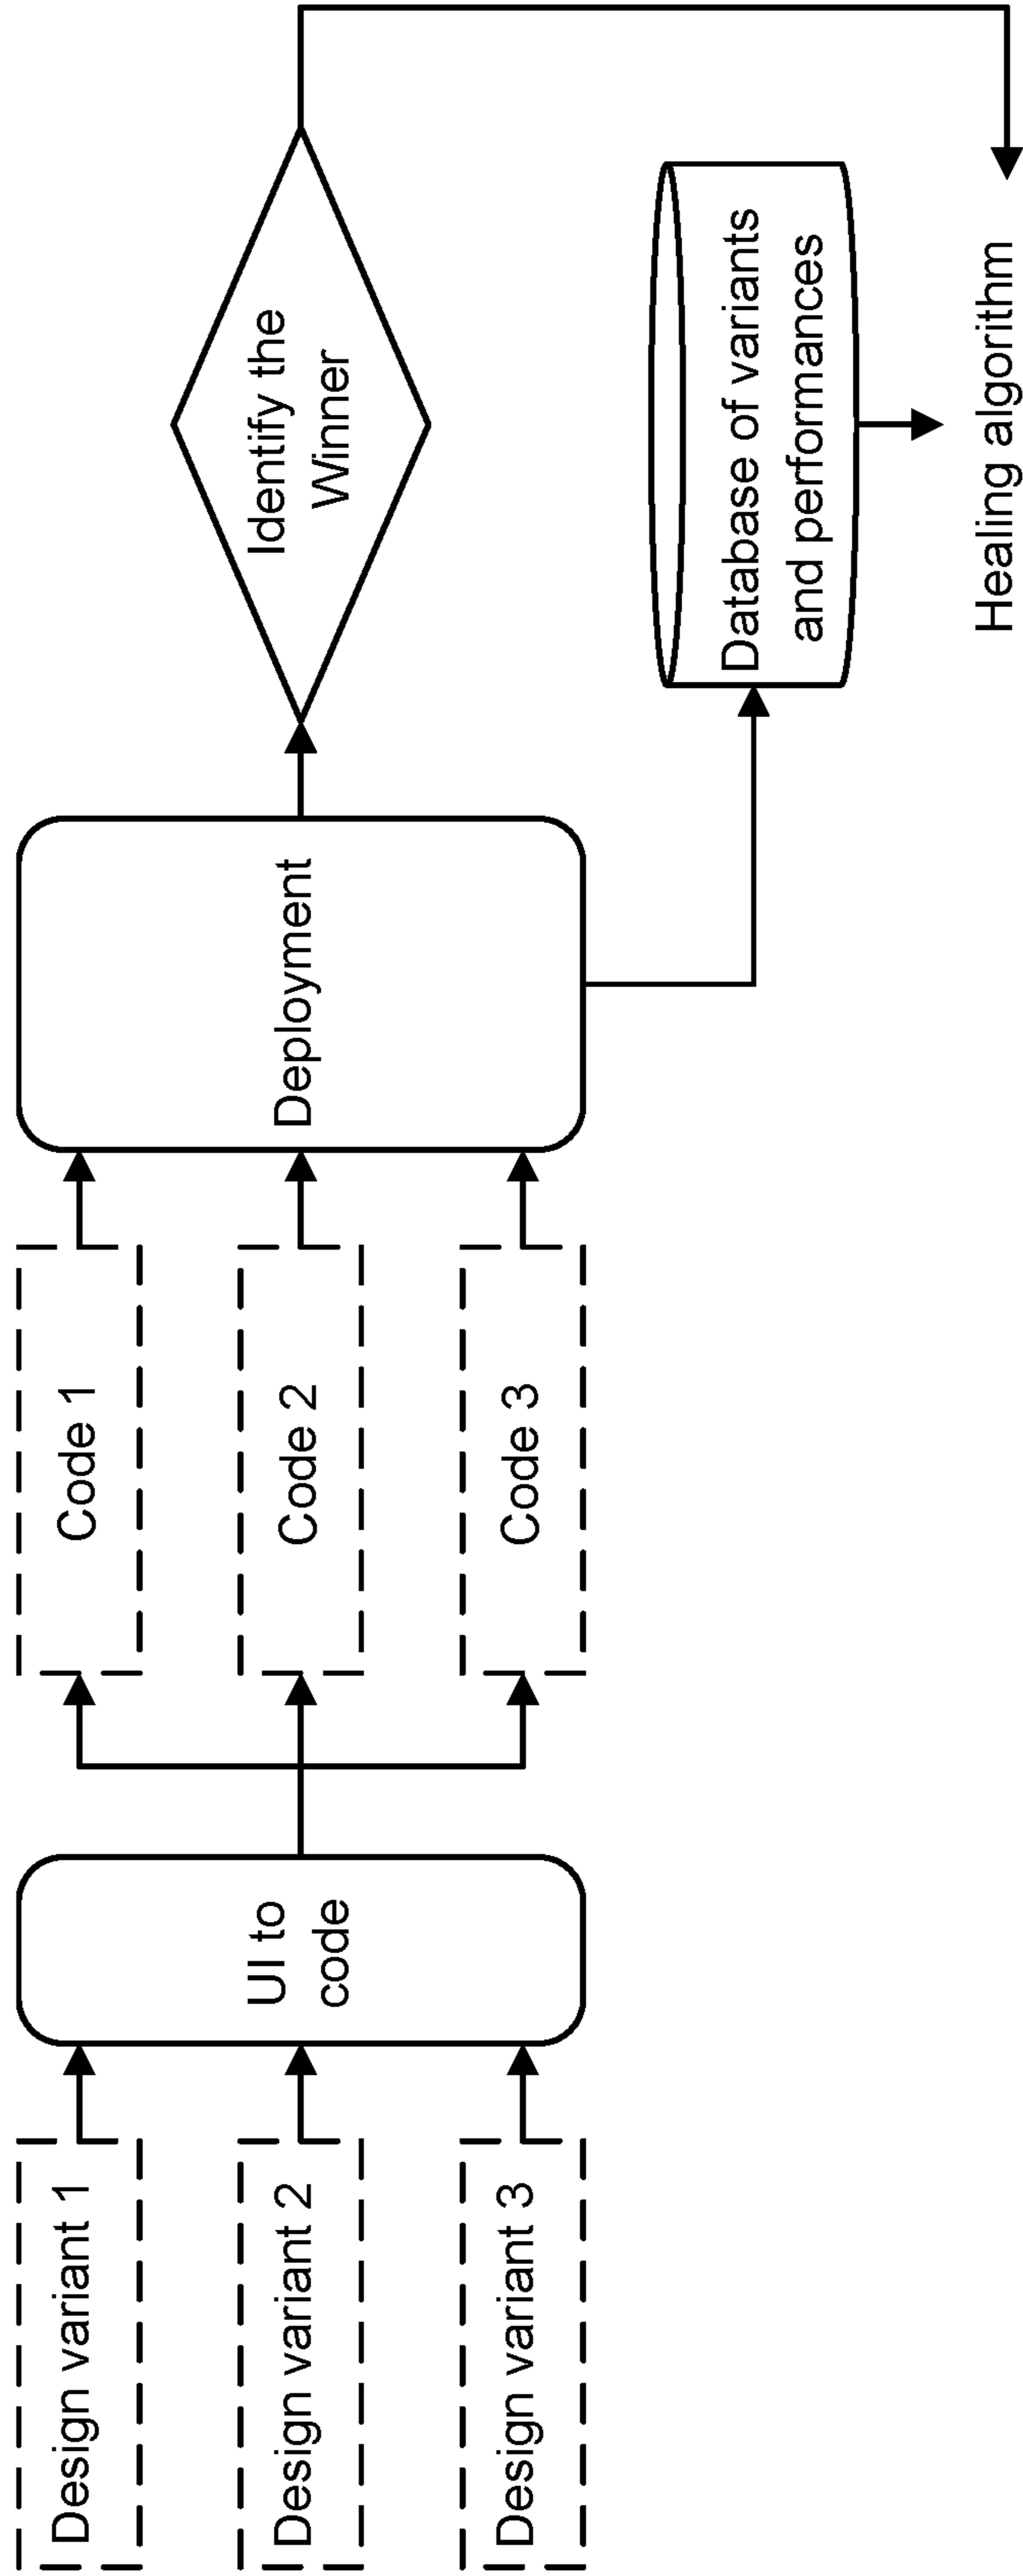 Design variant 1
Design variant 2
Design variant 3
UI to
code
Code 1
Code 2
Code 3
Deployment
Identify the
Winner
Database of variants
and performances
Healing algorithm